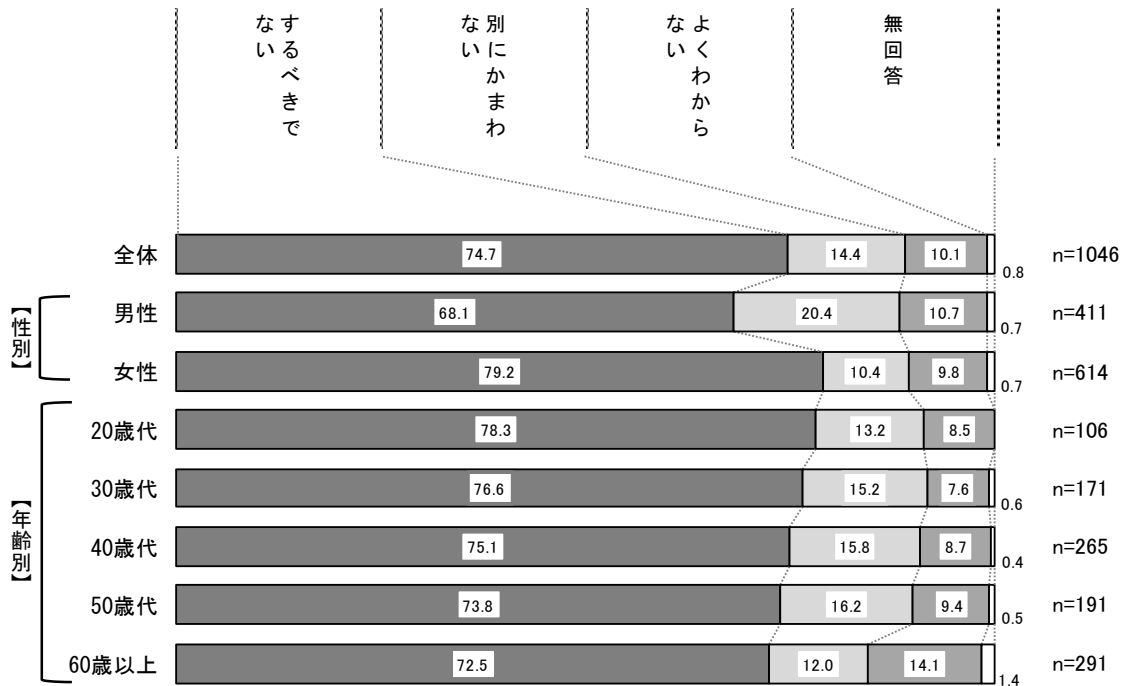 するべきで
ない
別にかまわ
ない
よくわから
ない
無回答
全体 74.7 14.4 10.1 0.8 n=1046
【性別】
男性 68.1 20.4 10.7 0.7 n=411
女性 79.2 10.4 9.8 0.7 n=614
【年齢別】
20歳代 78.3 13.2 8.5 n=106
30歳代 76.6 15.2 7.6 0.6 n=171
40歳代 75.1 15.8 8.7 0.4 n=265
50歳代 73.8 16.2 9.4 0.5 n=191
60歳以上 72.5 12.0 14.1 1.4 n=291